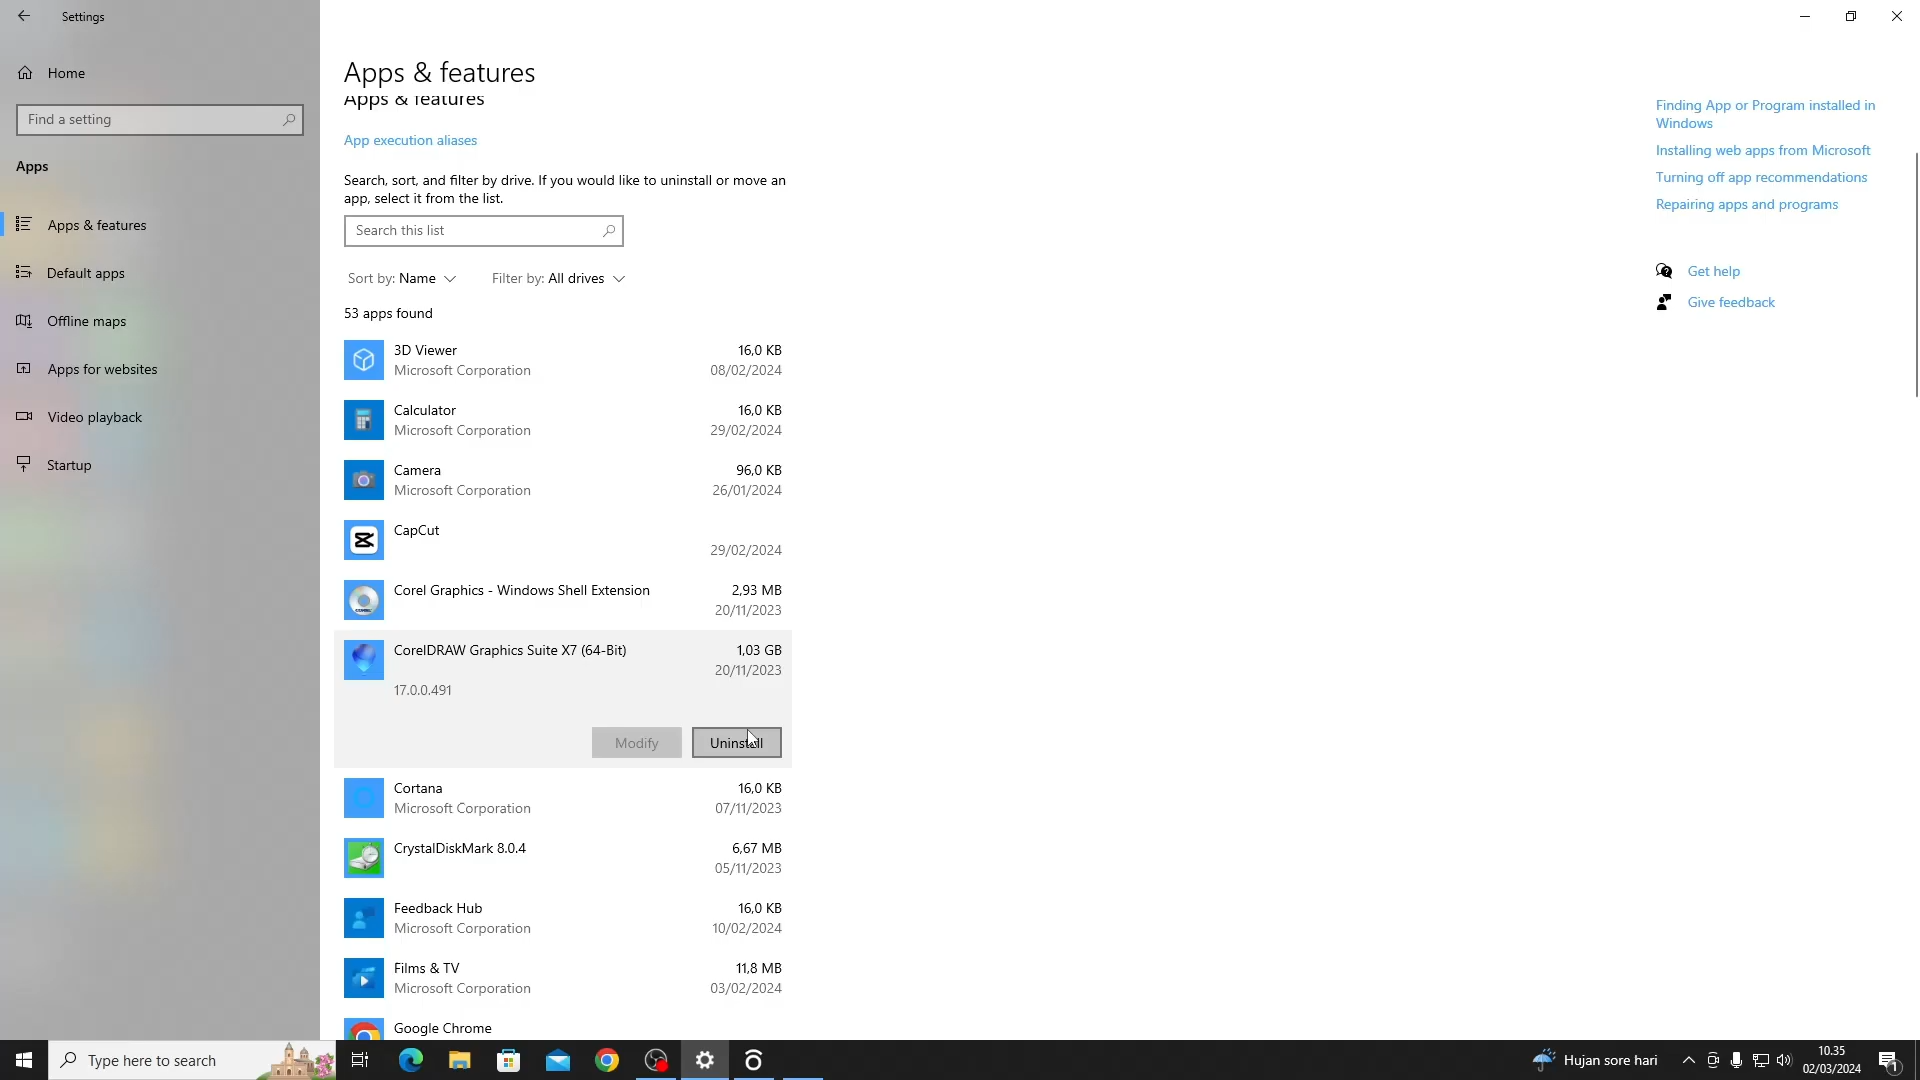 Settings
Home
Find a setting
Apps
Apps & features
Default apps
Offline maps
Apps for websites
Video playback
Startup
Apps & features
Apps & features
App execution aliases
Search, sort, and filter by drive. If you would like to uninstall or move an
app, select it from the list.
Search this list
Sort by: Name Filter by: All drives
53 apps found
3D Viewer 16,0 KB
Microsoft Corporation 08/02/2024
Calculator 16,0 KB
Microsoft Corporation 29/02/2024
Camera 96,0 KB
Microsoft Corporation 26/01/2024
CapCut
29/02/2024
Corel Graphics - Windows Shell Extension 2,93 MB
20/11/2023
CorelDRAW Graphics Suite X7 (64-Bit) 1,03 GB
20/11/2023
17.0.0.491
Modify Uninstall
Cortana 16,0 KB
Microsoft Corporation 07/11/2023
CrystalDiskMark 8.0.4 6,67 MB
05/11/2023
Feedback Hub 16,0 KB
Microsoft Corporation 10/02/2024
Films & TV 11,8 MB
Microsoft Corporation 03/02/2024
Google Chrome
Finding App or Program installed in
Windows
Installing web apps from Microsoft
Turning off app recommendations
Repairing apps and programs
Get help
Give feedback
Type here to search
Hujan sore hari
10.35
02/03/2024
1